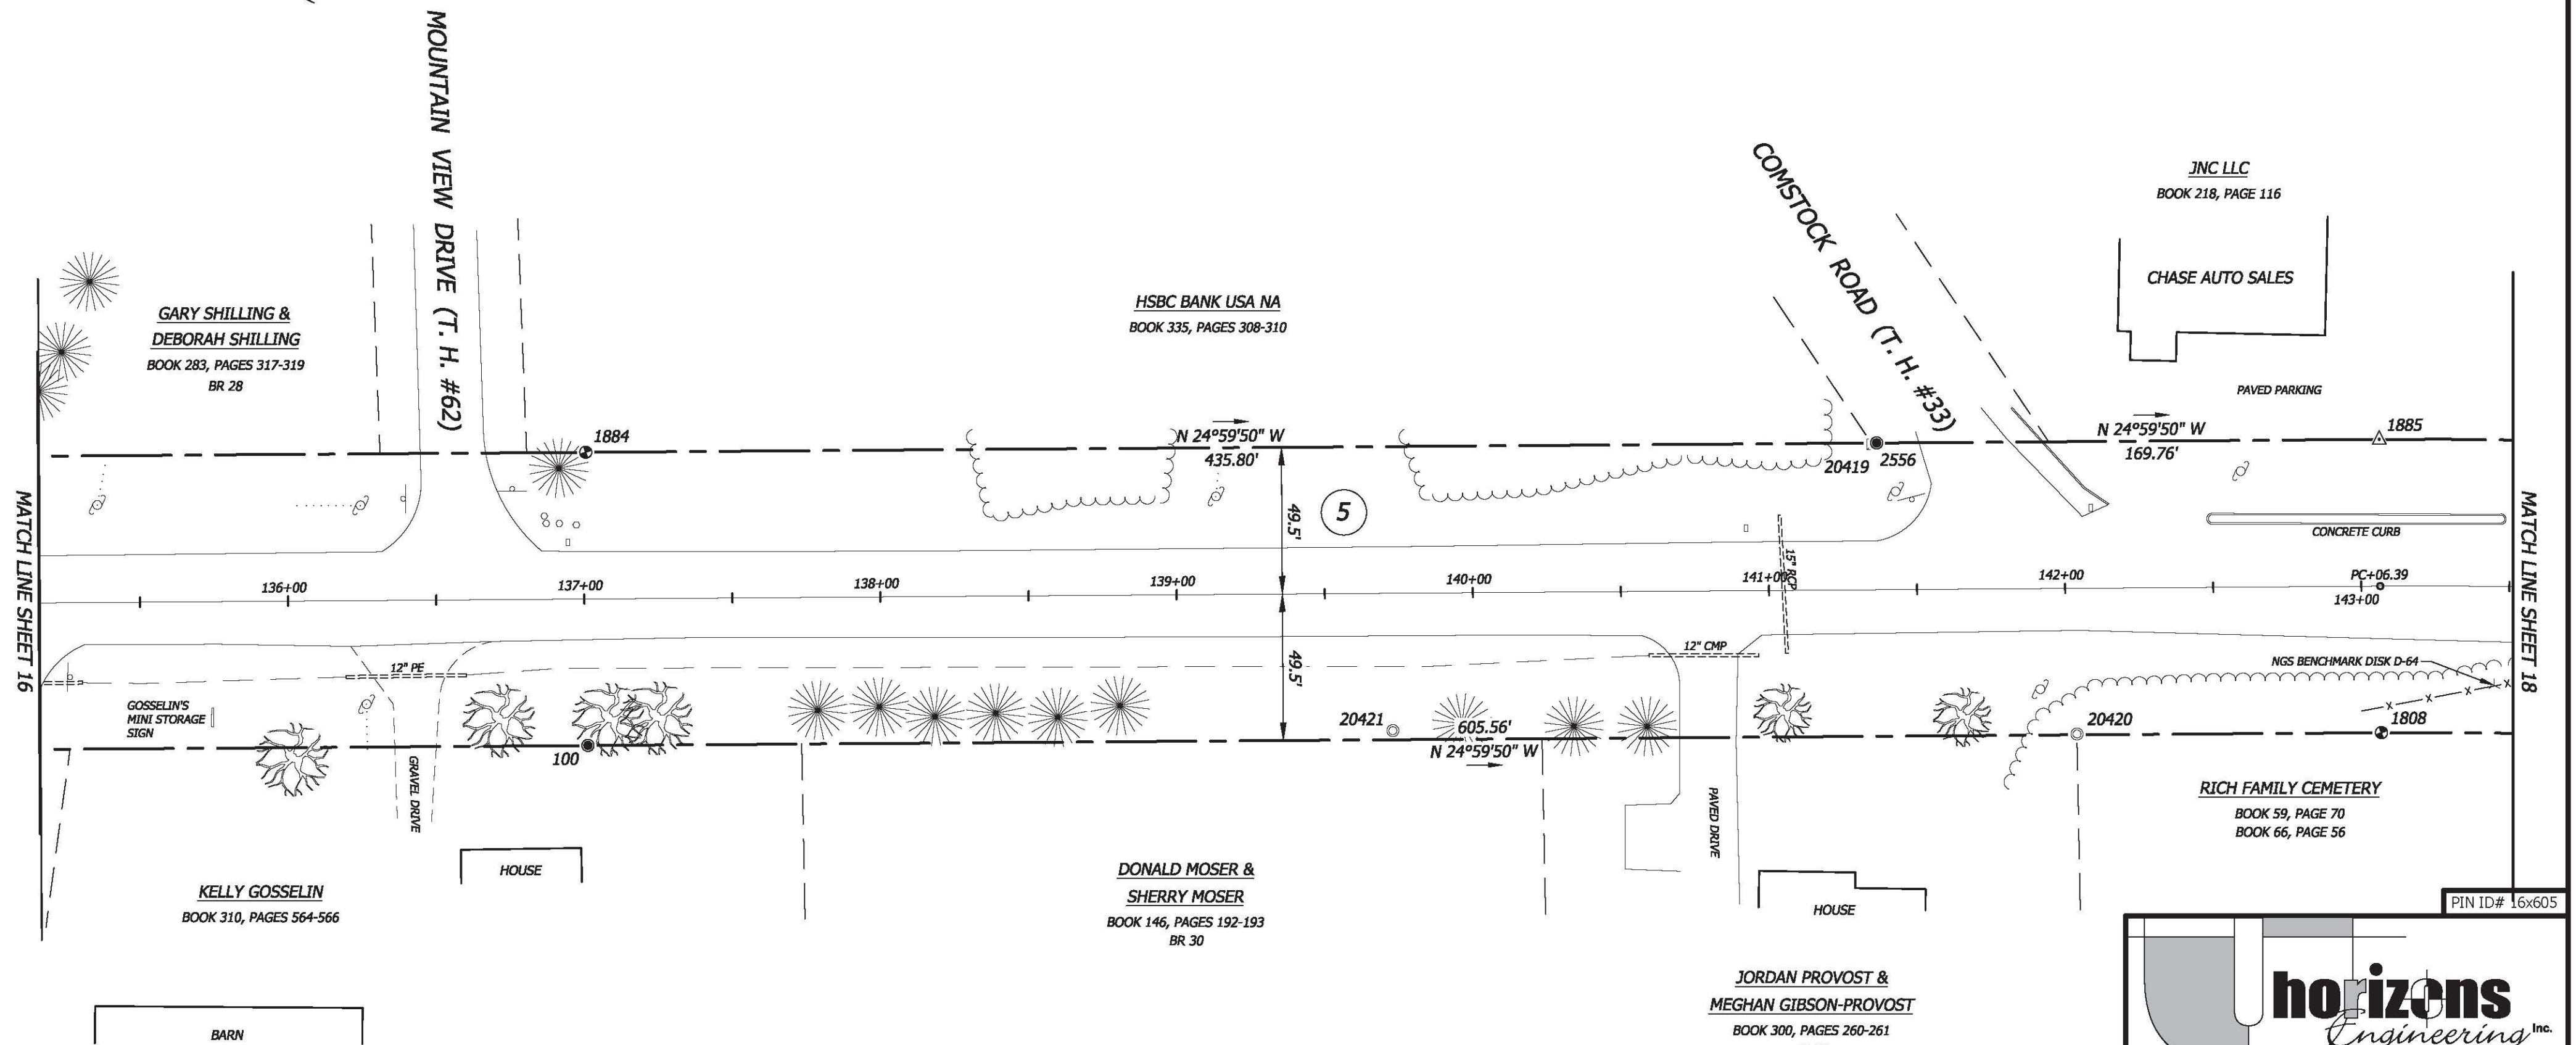 MOUNTAIN VIEW DRIVE (T. H. #62)
COMSTOCK ROAD (T. H. #33)
JNC LLC
BOOK 218, PAGE 116
CHASE AUTO SALES
PAVED PARKING
GARY SHILLING &
DEBORAH SHILLING
BOOK 283, PAGES 317-319
BR 28
HSBC BANK USA NA
BOOK 335, PAGES 308-310
1884
N 24°59'50" W
435.80'
20419
2556
N 24°59'50" W
169.76'
1885
MATCH LINE SHEET 16
49.5'
5
CONCRETE CURB
MATCH LINE SHEET 18
136+00
137+00
138+00
139+00
140+00
141+00
15" RCP
142+00
PC+06.39
143+00
12" PE
49.5'
12" CMP
NGS BENCHMARK DISK D-64
GOSSELIN'S
MINI STORAGE
SIGN
100
20421
605.56'
N 24°59'50" W
20420
1808
GRAVEL DRIVE
PAVED DRIVE
RICH FAMILY CEMETERY
BOOK 59, PAGE 70
BOOK 66, PAGE 56
HOUSE
KELLY GOSSELIN
BOOK 310, PAGES 564-566
DONALD MOSER &
SHERRY MOSER
BOOK 146, PAGES 192-193
BR 30
HOUSE
JORDAN PROVOST &
MEGHAN GIBSON-PROVOST
BOOK 300, PAGES 260-261
BARN
PIN ID# 16x605
horizons
Engineering Inc.